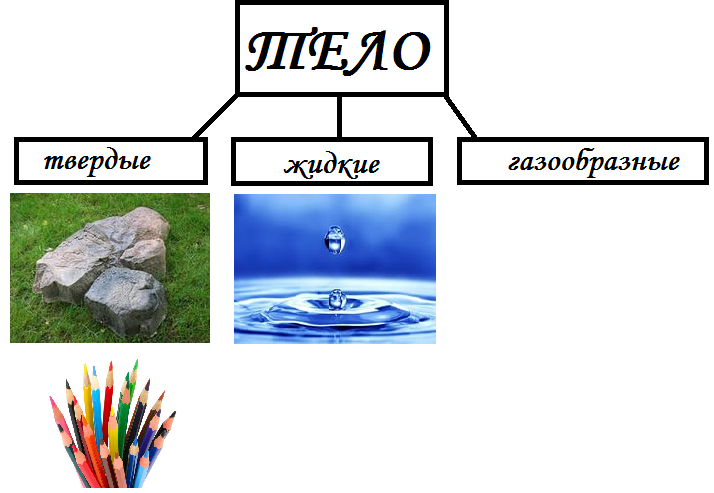 ТЕЛО
твердые
жидкие
газообразные